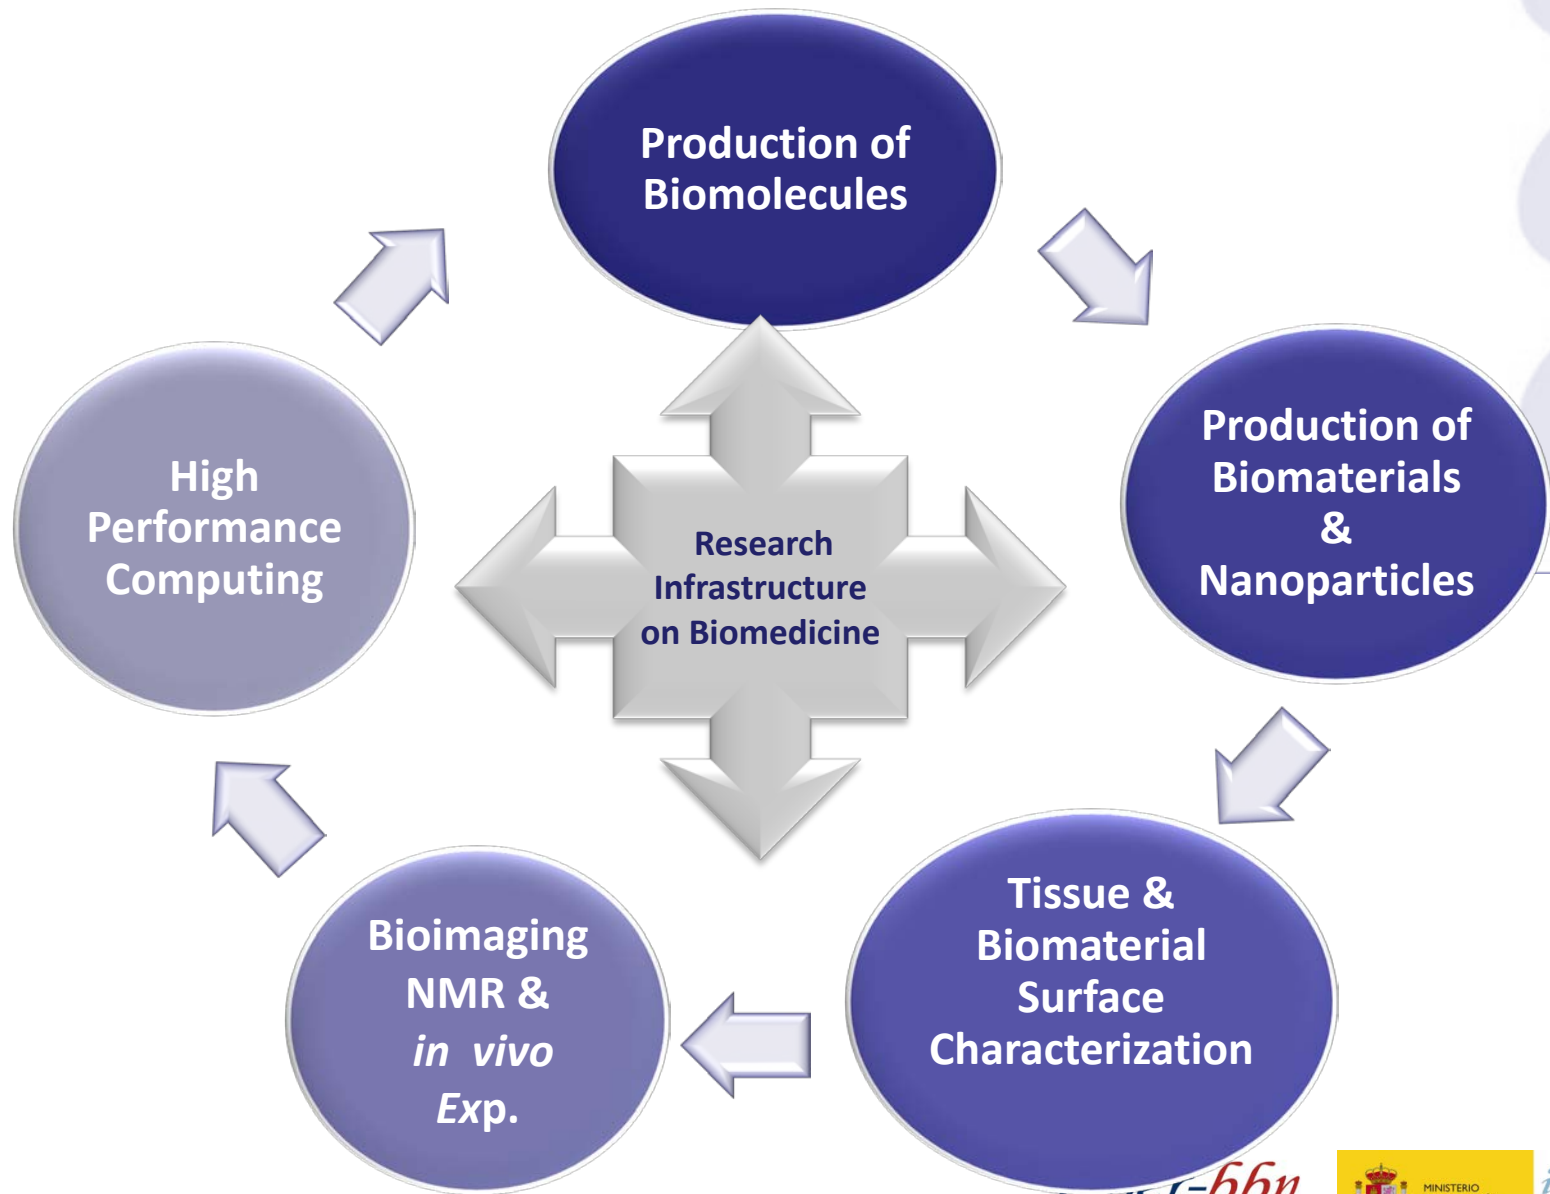 Production of
Biomolecules
Production of
Biomaterials
&
Nanoparticles
High
Performance
Computing
Research
Infrastructure
on Biomedicine
Tissue &
Biomaterial
Surface
Characterization
Bioimaging
NMR &
in vivo
Exp.
-bbn
MINISTERIO